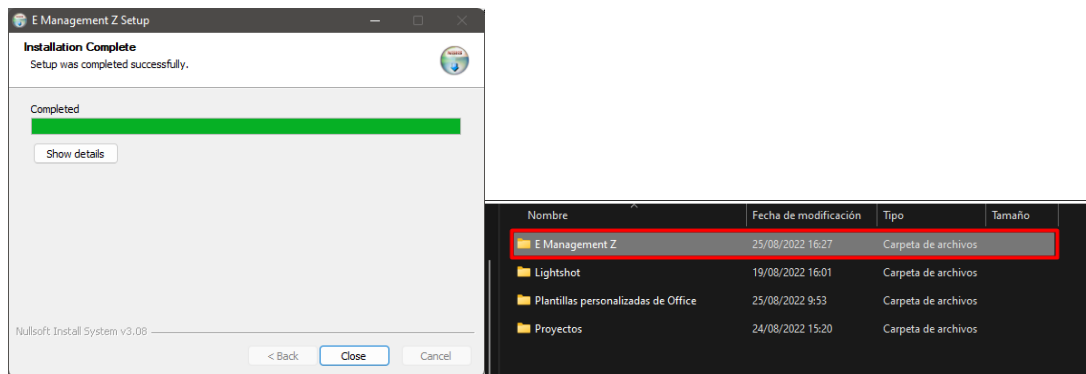 E Management Z Setup
Installation Complete
Setup was completed successfully.
Completed
Show details
Nullsoft Install System v3.08
< Back Close Cancel
Nombre Fecha de modificación Tipo Tamaño
E Management Z 25/08/2022 16:27 Carpeta de archivos
Lightshot 19/08/2022 16:01 Carpeta de archivos
Plantillas personalizadas de Office 25/08/2022 9:53 Carpeta de archivos
Proyectos 24/08/2022 15:20 Carpeta de archivos